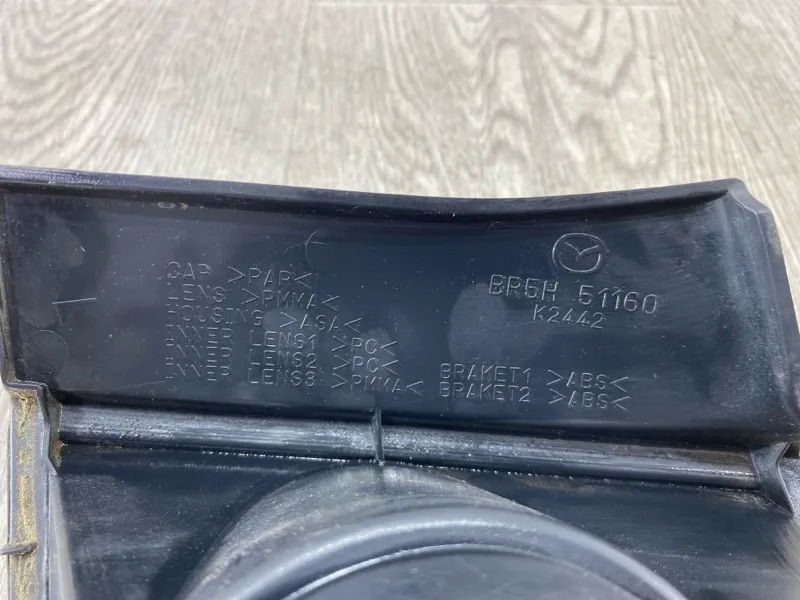 CAP >PAP<
LENS >PMMA<
HOUSING >ASA<
INNER LENS1 >PC<
INNER LENS2 >PC<
INNER LENS3 >PMMA<
BR5H 51160
K2442
BRAKET1 >ABS<
BRAKET2 >ABS<